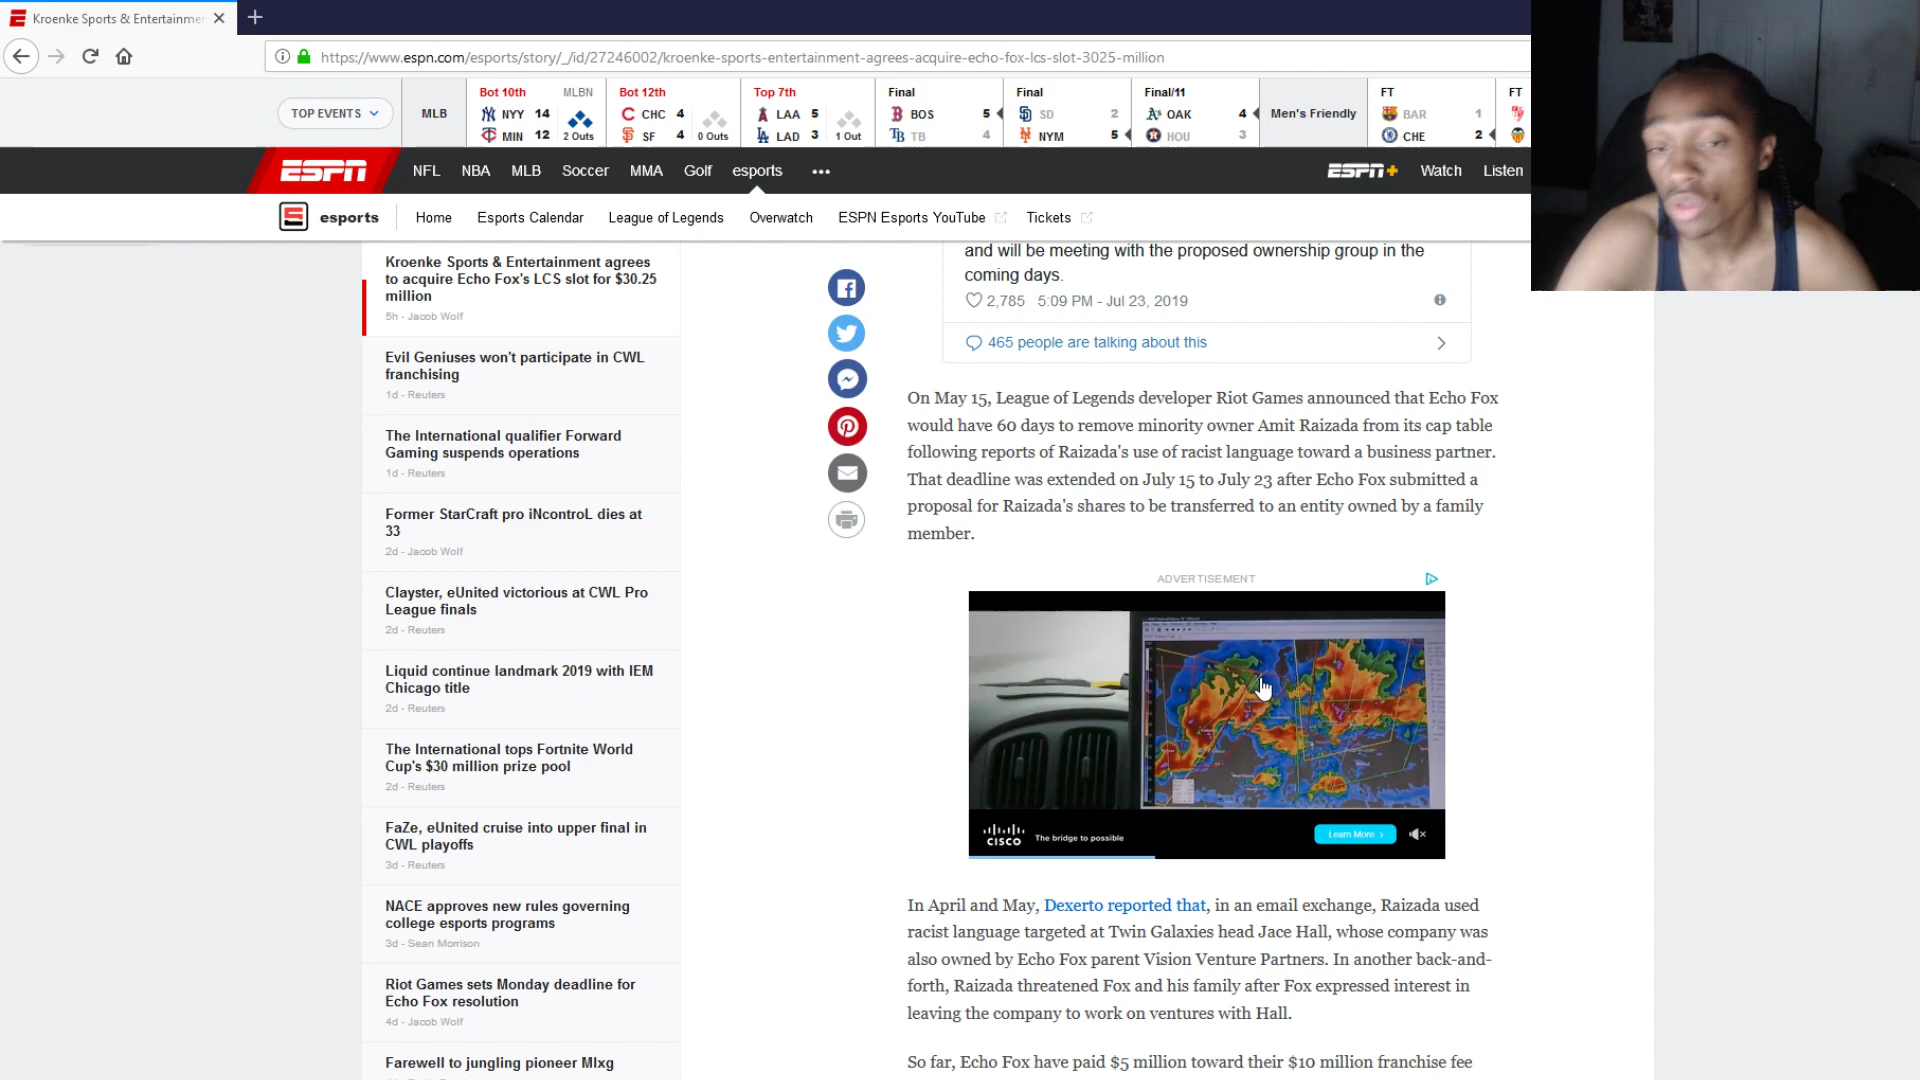 Kroenke Sports & Entertainme
https://www.espn.com/esports/story/_/id/27246002/kroenke-sports-entertainment-agrees-acquire-echo-fox-lcs-slot-3025-million
TOP EVENTS
MLB
Bot 10th MLBN
NYY 14
MIN 12 2 Outs
Bot 12th
CHC 4
SF 4 0 Outs
Top 7th
LAA 5
LAD 3 1 Out
Final
BOS 5
TB 4
Final
SD 2
NYM 5
Final/11
OAK 4
HOU 3
Men's Friendly
FT
BAR 1
CHE 2
FT
ESPN NFL NBA MLB Soccer MMA Golf esports ESPN+ Watch Listen
esports Home Esports Calendar League of Legends Overwatch ESPN Esports YouTube Tickets
Kroenke Sports & Entertainment agrees
to acquire Echo Fox's LCS slot for $30.25
million
5h - Jacob Wolf
Evil Geniuses won't participate in CWL
franchising
1d - Reuters
The International qualifier Forward
Gaming suspends operations
1d - Reuters
Former StarCraft pro iNcontroL dies at
33
2d - Jacob Wolf
Clayster, eUnited victorious at CWL Pro
League finals
2d - Reuters
Liquid continue landmark 2019 with IEM
Chicago title
2d - Reuters
The International tops Fortnite World
Cup's $30 million prize pool
2d - Reuters
FaZe, eUnited cruise into upper final in
CWL playoffs
3d - Reuters
NACE approves new rules governing
college esports programs
3d - Sean Morrison
Riot Games sets Monday deadline for
Echo Fox resolution
4d - Jacob Wolf
Farewell to jungling pioneer Mlxg
and will be meeting with the proposed ownership group in the
coming days.
2,785 5:09 PM - Jul 23, 2019
465 people are talking about this
On May 15, League of Legends developer Riot Games announced that Echo Fox
would have 60 days to remove minority owner Amit Raizada from its cap table
following reports of Raizada's use of racist language toward a business partner.
That deadline was extended on July 15 to July 23 after Echo Fox submitted a
proposal for Raizada's shares to be transferred to an entity owned by a family
member.
ADVERTISEMENT
CISCO The bridge to possible Learn More >
In April and May, Dexerto reported that, in an email exchange, Raizada used
racist language targeted at Twin Galaxies head Jace Hall, whose company was
also owned by Echo Fox parent Vision Venture Partners. In another back-and-
forth, Raizada threatened Fox and his family after Fox expressed interest in
leaving the company to work on ventures with Hall.
So far, Echo Fox have paid $5 million toward their $10 million franchise fee